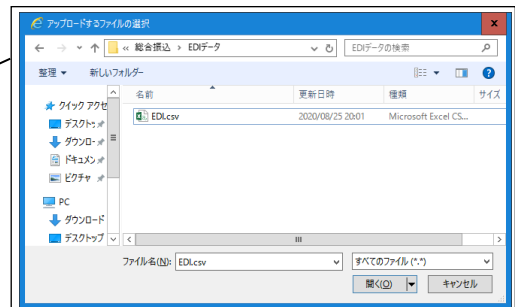 アップロードするファイルの選択
« 総合振込 › EDIデータ
EDIデータの検索
整理 ▼ 新しいフォルダー
名前 更新日時 種類 サイズ
クイック アクセ
デスクトッ
EDI.csv 2020/08/25 20:01 Microsoft Excel CS...
ダウンロー
ドキュメン
ピクチャ
PC
ダウンロード
デスクトップ
ファイル名(N): EDI.csv すべてのファイル (*.*)
開く(O) キャンセル